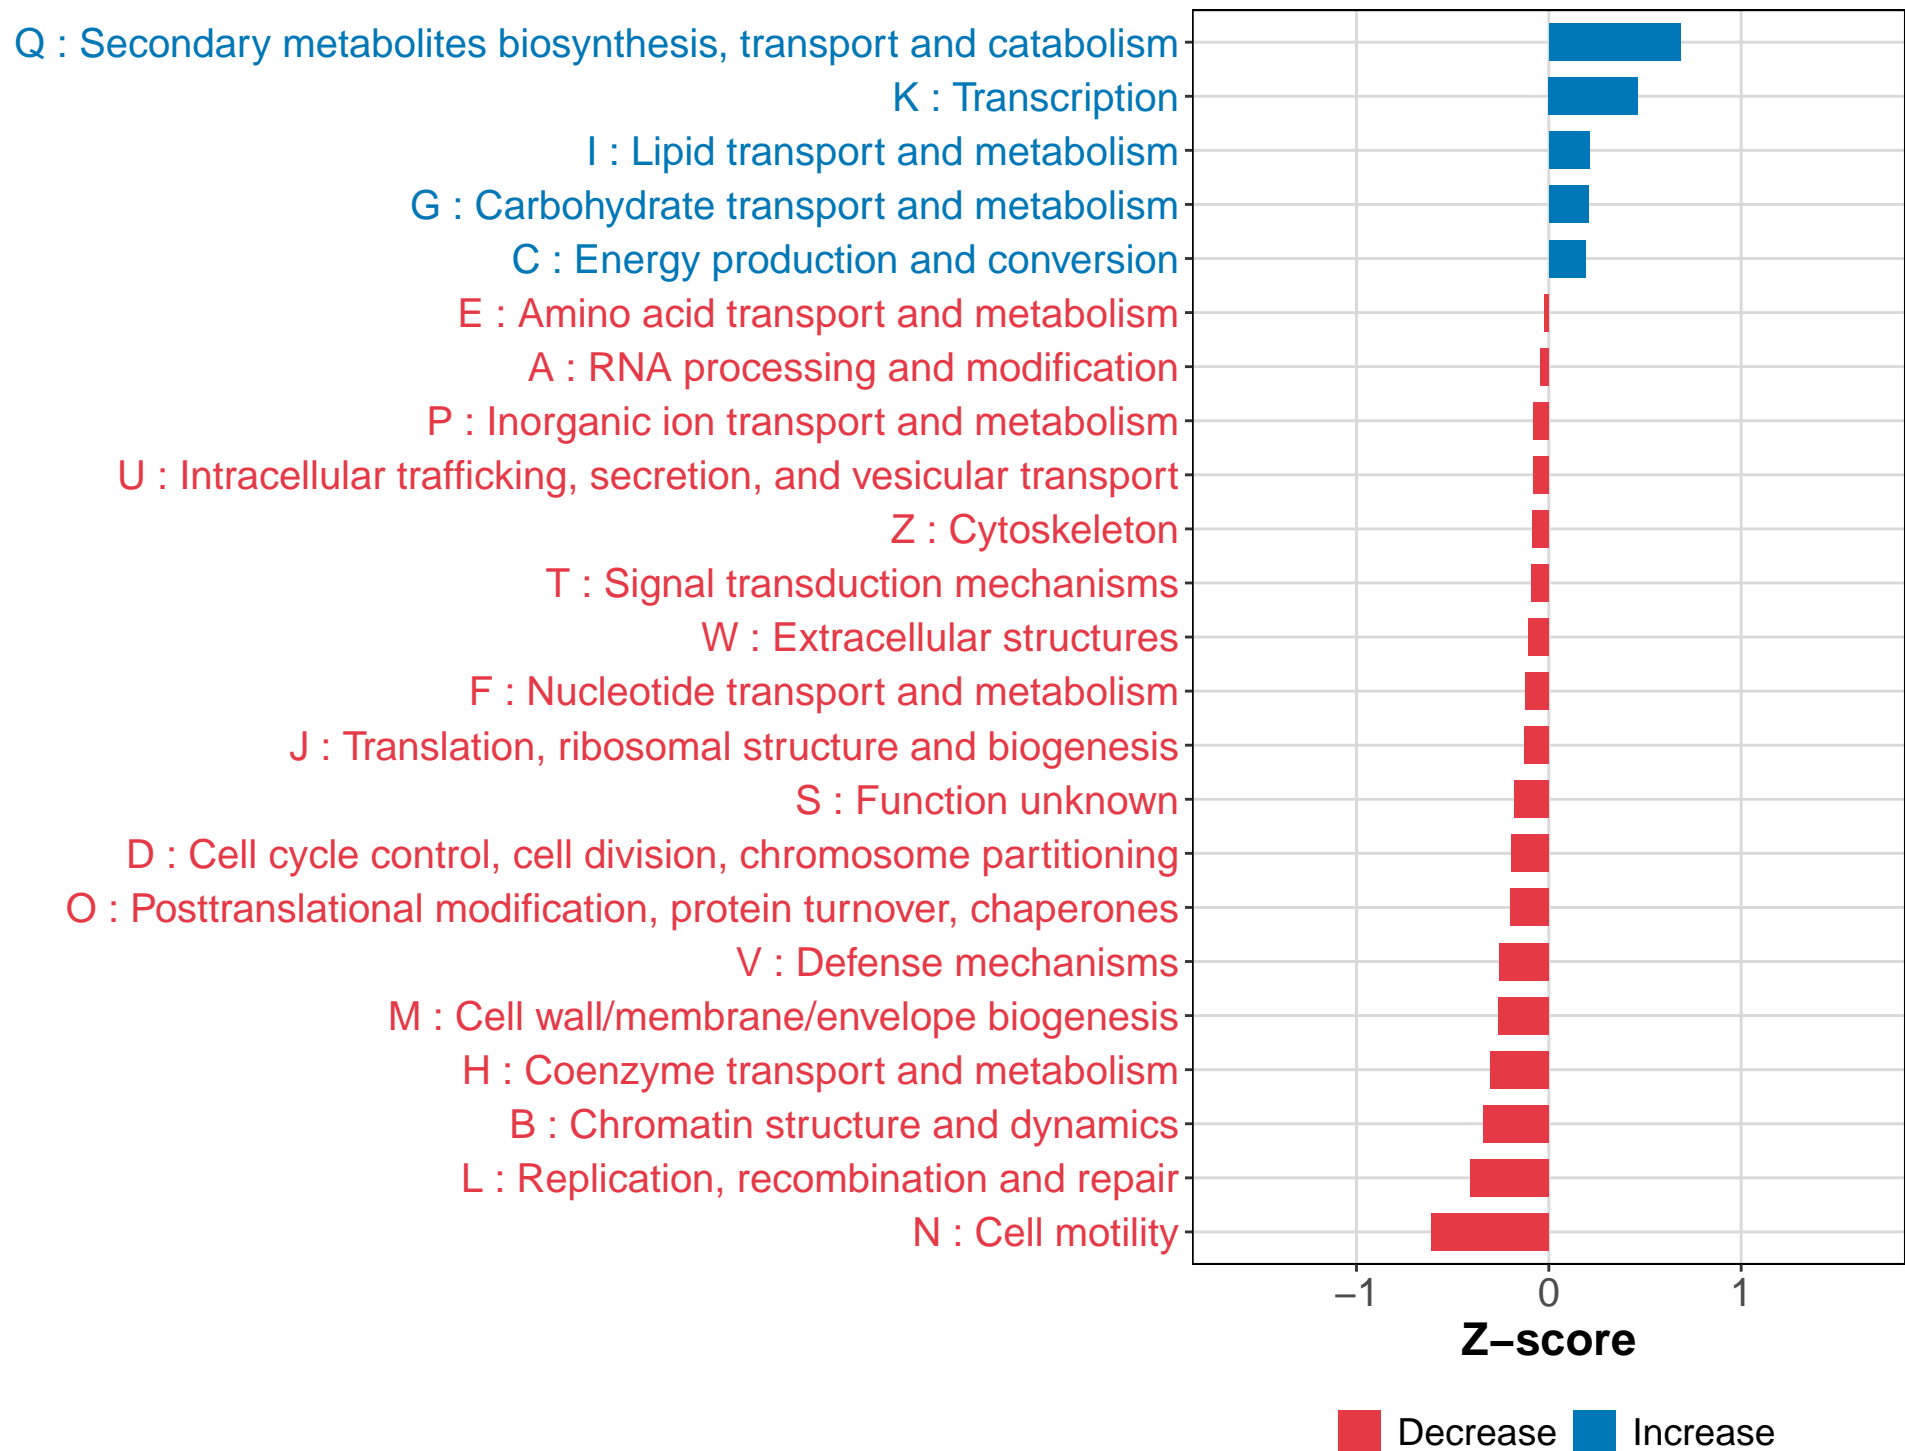 Q : Secondary metabolites biosynthesis, transport and catabolism
K : Transcription
I : Lipid transport and metabolism
G : Carbohydrate transport and metabolism
C : Energy production and conversion
E : Amino acid transport and metabolism
A : RNA processing and modification
P : Inorganic ion transport and metabolism
U : Intracellular trafficking, secretion, and vesicular transport
Z : Cytoskeleton
T : Signal transduction mechanisms
W : Extracellular structures
F : Nucleotide transport and metabolism
J : Translation, ribosomal structure and biogenesis
S : Function unknown
D : Cell cycle control, cell division, chromosome partitioning
O : Posttranslational modification, protein turnover, chaperones
V : Defense mechanisms
M : Cell wall/membrane/envelope biogenesis
H : Coenzyme transport and metabolism
B : Chromatin structure and dynamics
L : Replication, recombination and repair
N : Cell motility
−1 0 1
Z−score
Decrease Increase